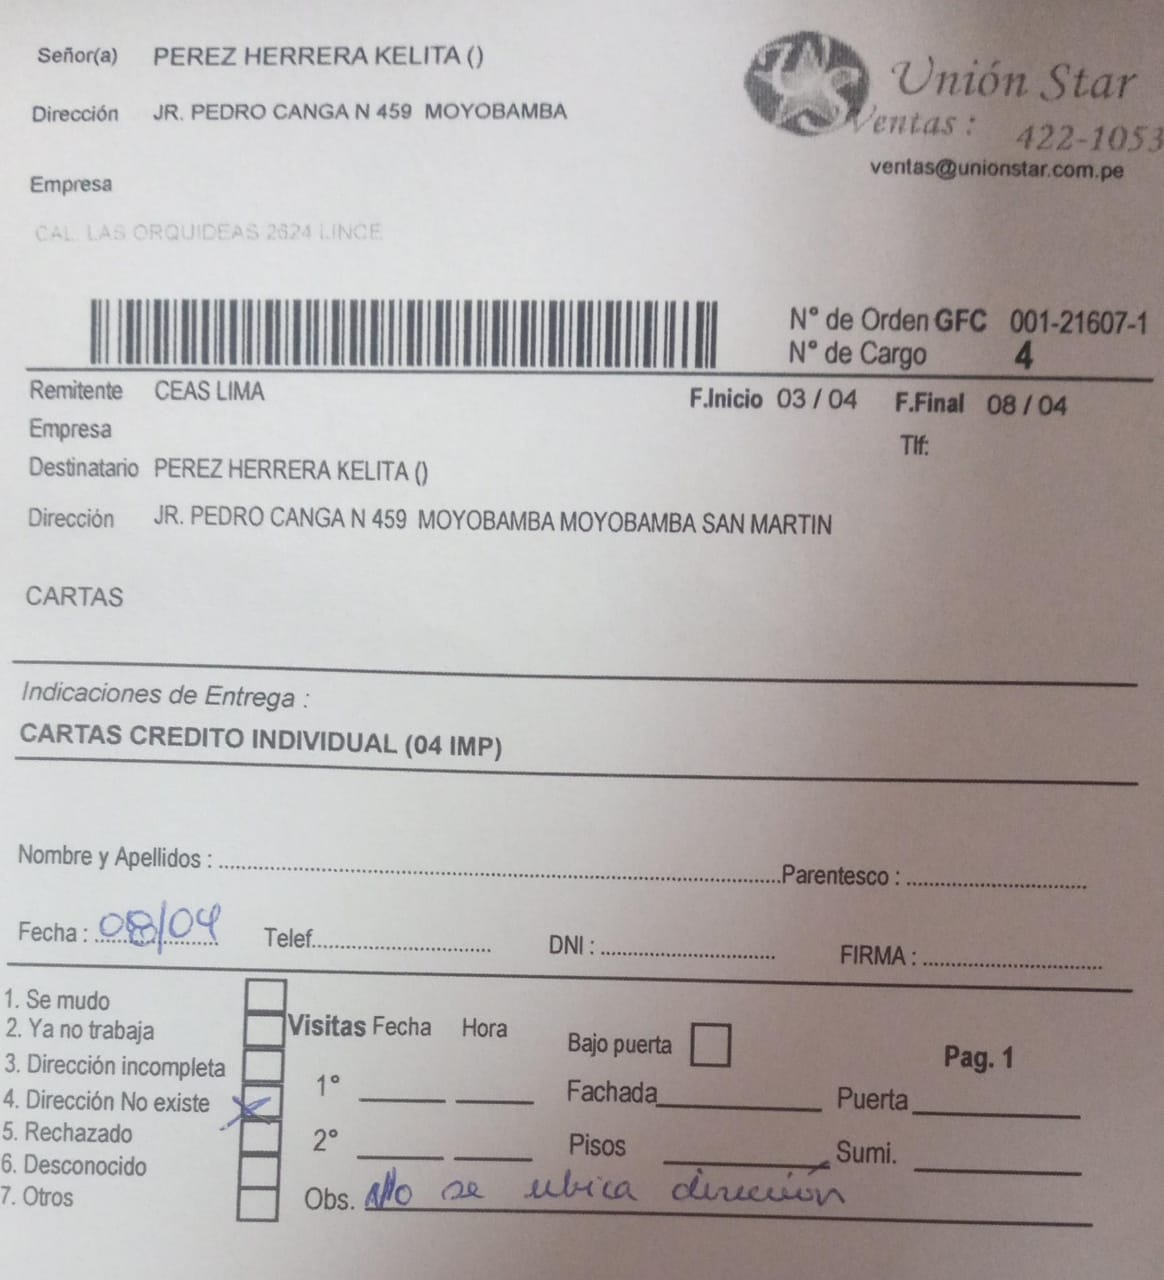 Señor(a) PEREZ HERRERA KELITA ()
Unión Star
Dirección JR. PEDRO CANGA N 459 MOYOBAMBA
Ventas : 422-1053
ventas@unionstar.com.pe
Empresa
CAL. LAS ORQUIDEAS 2624 LINCE
N° de Orden GFC 001-21607-1
N° de Cargo 4
Remitente CEAS LIMA
F.Inicio 03 / 04 F.Final 08 / 04
Empresa
Tlf:
Destinatario PEREZ HERRERA KELITA ()
Dirección JR. PEDRO CANGA N 459 MOYOBAMBA MOYOBAMBA SAN MARTIN
CARTAS
Indicaciones de Entrega :
CARTAS CREDITO INDIVIDUAL (04 IMP)
Nombre y Apellidos : Parentesco :
Fecha : 08/04 Telef. DNI : FIRMA :
1. Se mudo
2. Ya no trabaja
3. Dirección incompleta
4. Dirección No existe
5. Rechazado
6. Desconocido
7. Otros
Visitas Fecha Hora
1°
2°
Bajo puerta
Pag. 1
Fachada Puerta
Pisos Sumi.
Obs. No se ubica dirección